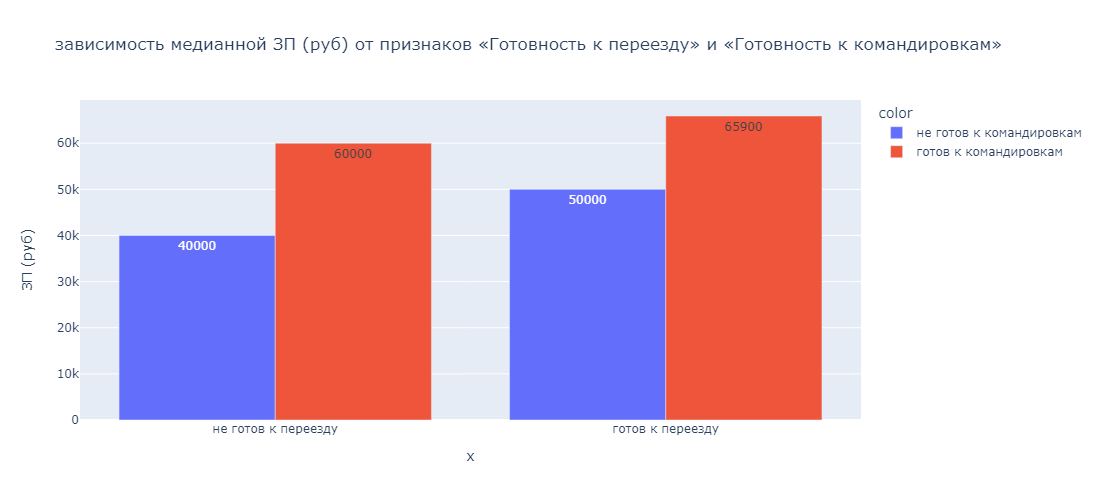 зависимость медианной ЗП (руб) от признаков «Готовность к переезду» и «Готовность к командировкам»
color
не готов к командировкам
готов к командировкам
ЗП (руб)
60k
50k
40k
30k
20k
10k
0
40000
60000
50000
65900
не готов к переезду
готов к переезду
x